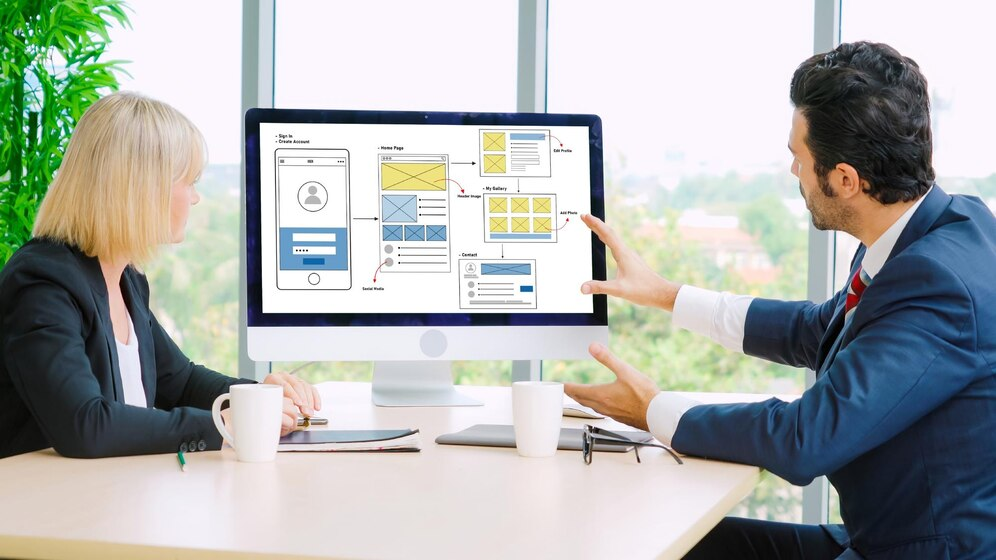 • Sign In
• Create Account
• Home Page
Header Image
Social Media
Edit Profile
• My Gallery
Add Photo
• Contact